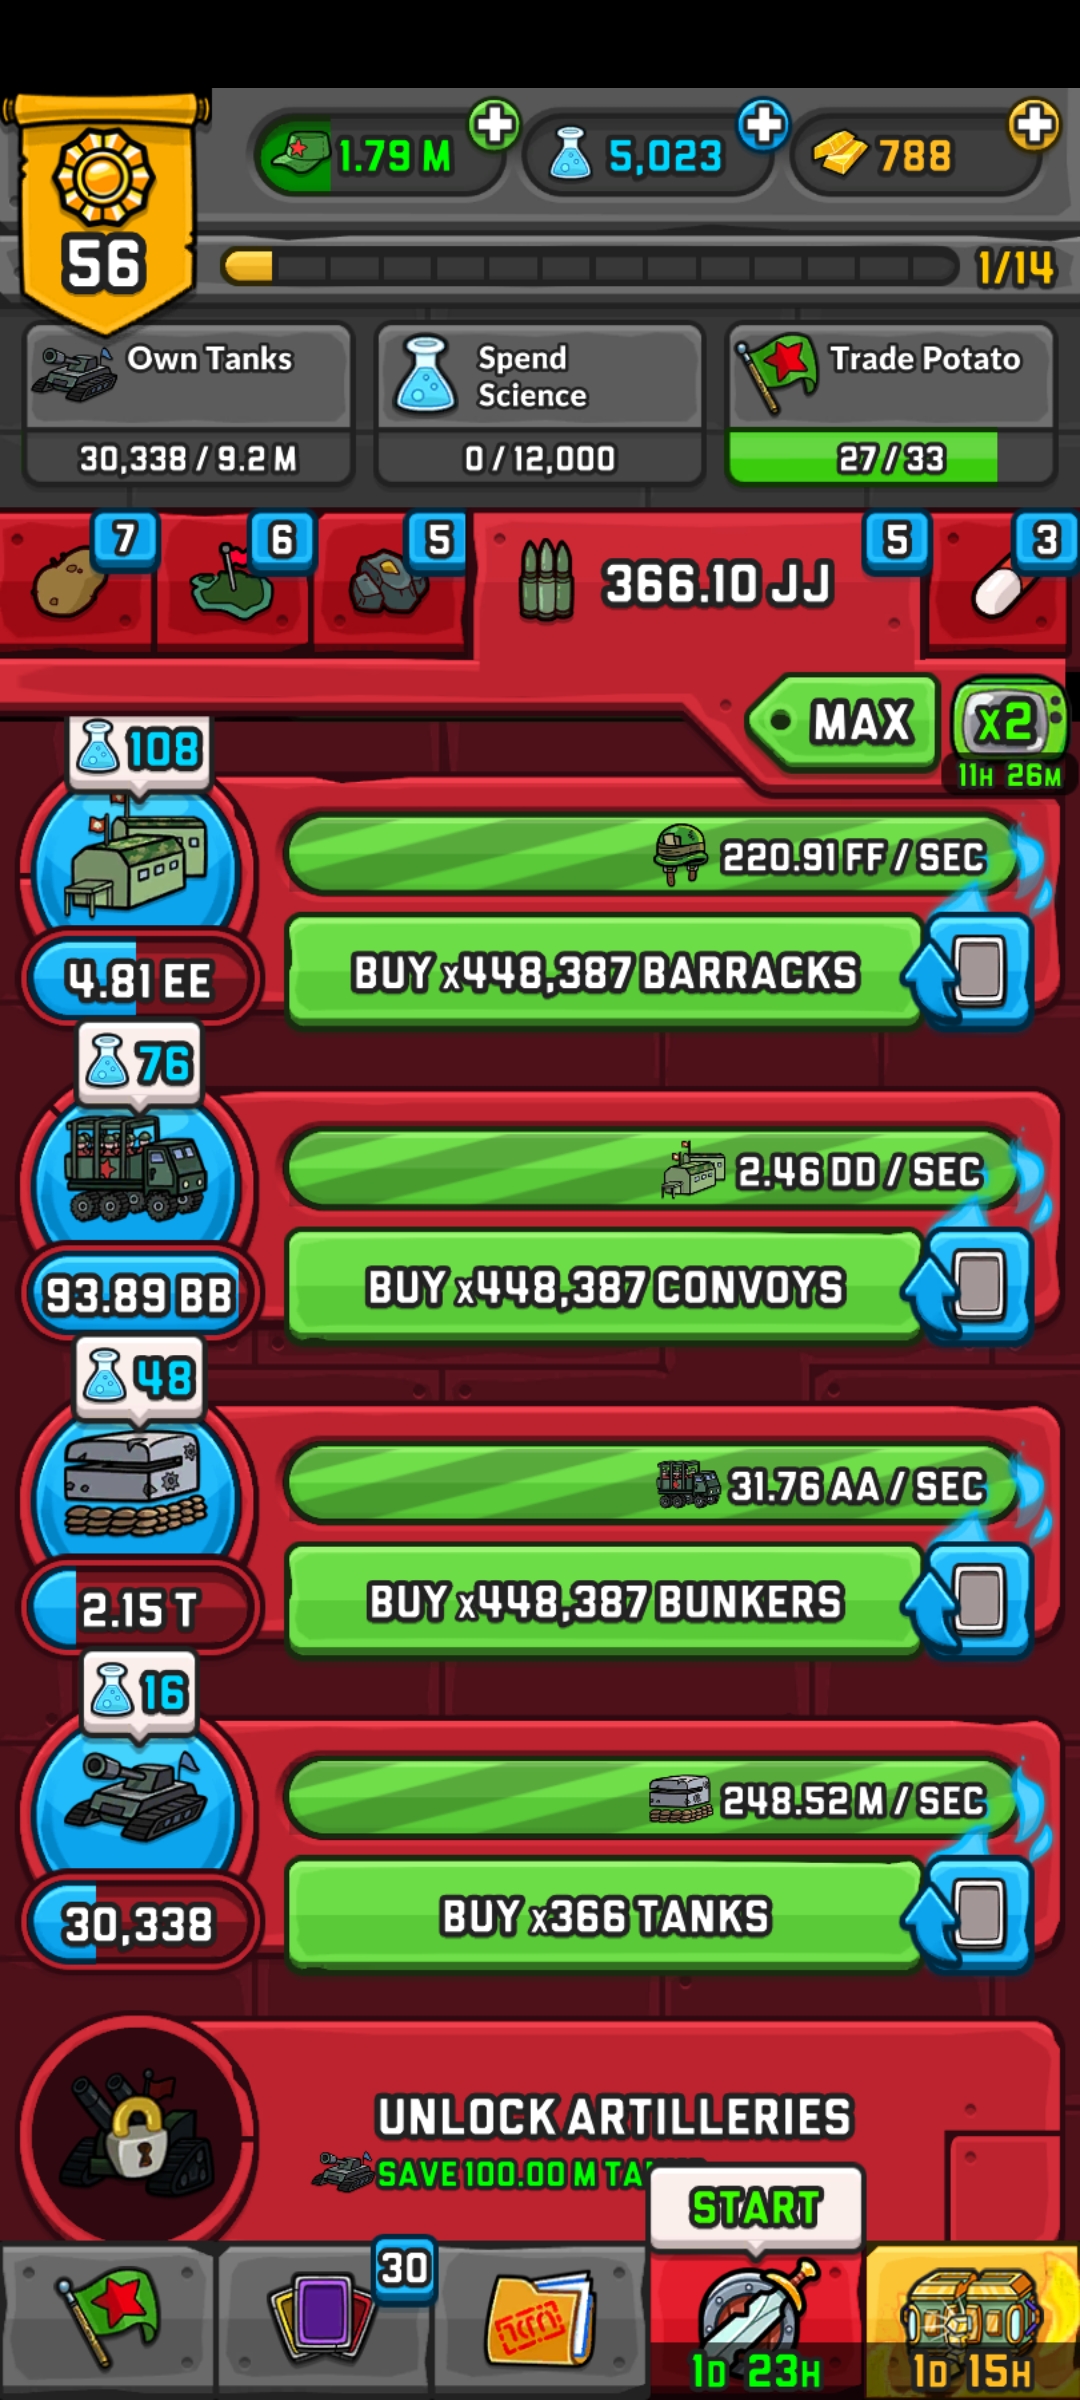 56
1.79 M
5,023
788
1/14
Own Tanks
30,338 / 9.2 M
Spend
Science
0 / 12,000
Trade Potato
27 / 33
7
6
5
366.10 JJ
5
3
MAX
x2
11H 26M
108
220.91 FF / SEC
4.81 EE
BUY x448,387 BARRACKS
76
2.46 DD / SEC
93.89 BB
BUY x448,387 CONVOYS
48
31.76 AA / SEC
2.15 T
BUY x448,387 BUNKERS
16
248.52 M / SEC
30,338
BUY x366 TANKS
UNLOCK ARTILLERIES
SAVE 100.00 M
START
30
1D 23H
1D 15H